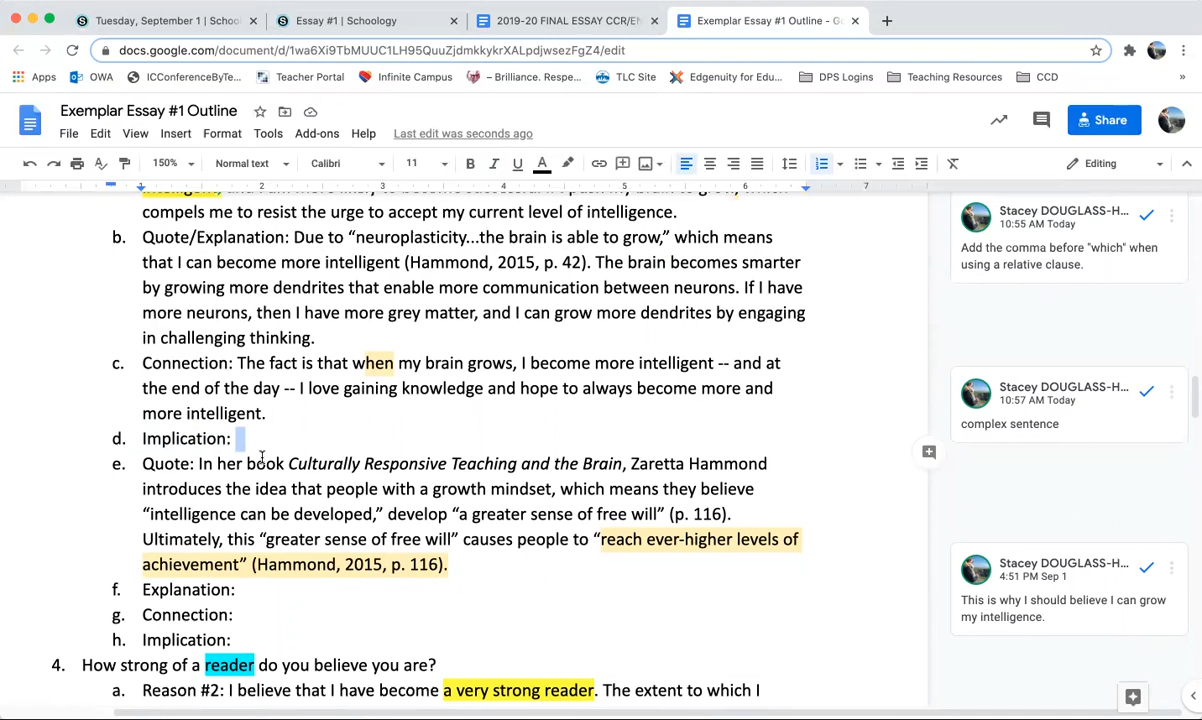 Tuesday, September 1 | Schoo
Essay #1 | Schoology
2019-20 FINAL ESSAY CCR/EN
Exemplar Essay #1 Outline - Go
docs.google.com/document/d/1wa6Xi9TbMUUC1LH95QuuZjdmkkykrXALpdjwsezFgZ4/edit
Apps
OWA
ICConferenceByTe...
Teacher Portal
Infinite Campus
– Brilliance. Respe...
TLC Site
Edgenuity for Edu...
DPS Logins
Teaching Resources
CCD
Exemplar Essay #1 Outline
File Edit View Insert Format Tools Add-ons Help Last edit was seconds ago
Share
150% Normal text Calibri 11 Editing
2 3 4 5 6 7
compels me to resist the urge to accept my current level of intelligence.
b. Quote/Explanation: Due to “neuroplasticity...the brain is able to grow,” which means
that I can become more intelligent (Hammond, 2015, p. 42). The brain becomes smarter
by growing more dendrites that enable more communication between neurons. If I have
more neurons, then I have more grey matter, and I can grow more dendrites by engaging
in challenging thinking.
c. Connection: The fact is that when my brain grows, I become more intelligent -- and at
the end of the day -- I love gaining knowledge and hope to always become more and
more intelligent.
d. Implication:
e. Quote: In her book Culturally Responsive Teaching and the Brain, Zaretta Hammond
introduces the idea that people with a growth mindset, which means they believe
“intelligence can be developed,” develop “a greater sense of free will” (p. 116).
Ultimately, this “greater sense of free will” causes people to “reach ever-higher levels of
achievement” (Hammond, 2015, p. 116).
f. Explanation:
g. Connection:
h. Implication:
4. How strong of a reader do you believe you are?
a. Reason #2: I believe that I have become a very strong reader. The extent to which I
Stacey DOUGLASS-H...
10:55 AM Today
Add the comma before "which" when
using a relative clause.
Stacey DOUGLASS-H...
10:57 AM Today
complex sentence
Stacey DOUGLASS-H...
4:51 PM Sep 1
This is why I should believe I can grow
my intelligence.